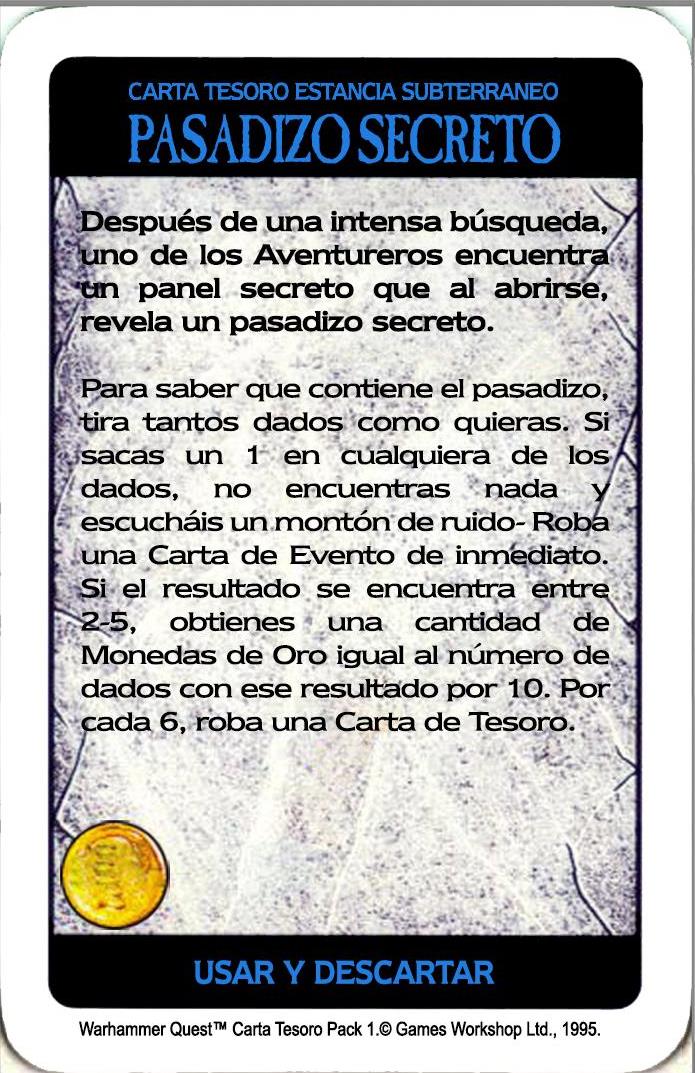 CARTA TESORO ESTANCIA SUBTERRANEO
PASADIZO SECRETO
Después de una intensa búsqueda,
uno de los Aventureros encuentra
un panel secreto que al abrirse,
revela un pasadizo secreto.
Para saber que contiene el pasadizo,
tira tantos dados como quieras. Si
sacas un 1 en cualquiera de los
dados, no encuentras nada y
escucháis un montón de ruido- Roba
una Carta de Evento de inmediato.
Si el resultado se encuentra entre
2-5, obtienes una cantidad de
Monedas de Oro igual al número de
dados con ese resultado por 10. Por
cada 6, roba una Carta de Tesoro.
USAR Y DESCARTAR
Warhammer Quest™ Carta Tesoro Pack 1.© Games Workshop Ltd., 1995.